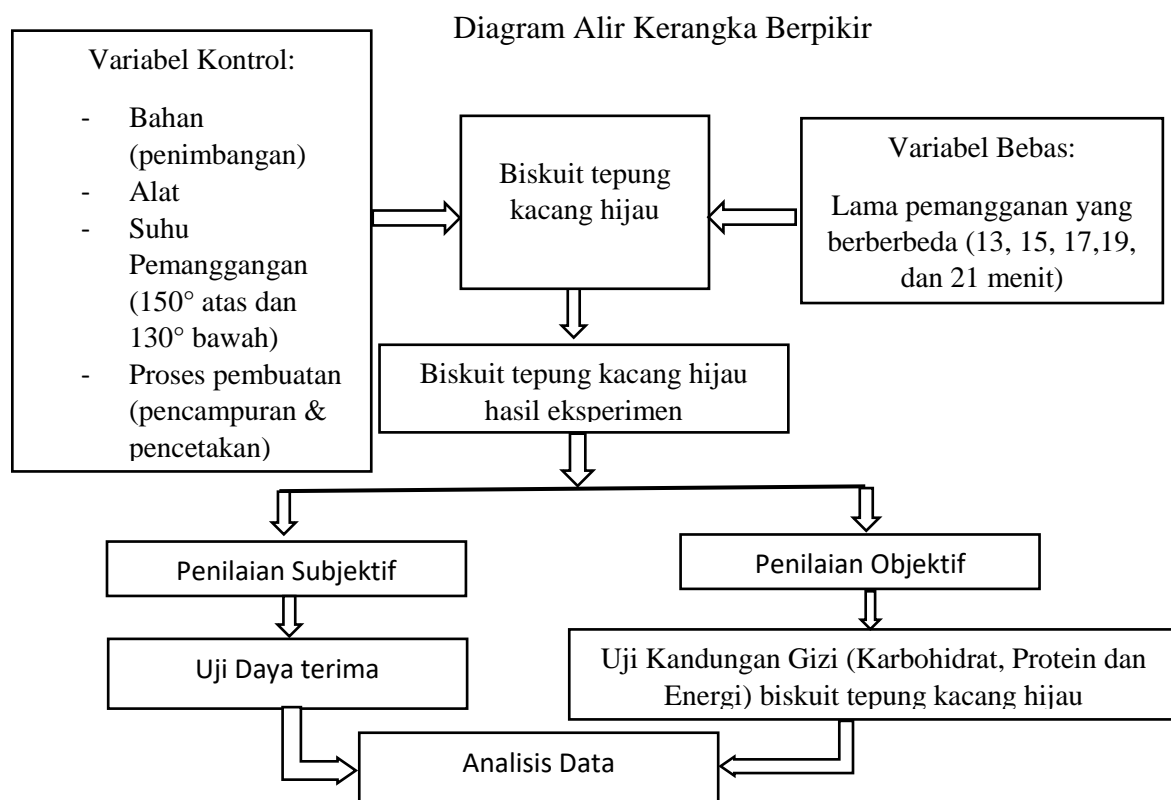 Diagram Alir Kerangka Berpikir
Variabel Kontrol:
- Bahan
(penimbangan)
- Alat
- Suhu
Pemanggangan
(150° atas dan
130° bawah)
- Proses pembuatan
(pencampuran &
pencetakan)
Biskuit tepung
kacang hijau
Variabel Bebas:
Lama pemangganan yang
berberbeda (13, 15, 17,19,
dan 21 menit)
Biskuit tepung kacang hijau
hasil eksperimen
Penilaian Subjektif
Penilaian Objektif
Uji Daya terima
Uji Kandungan Gizi (Karbohidrat, Protein dan
Energi) biskuit tepung kacang hijau
Analisis Data